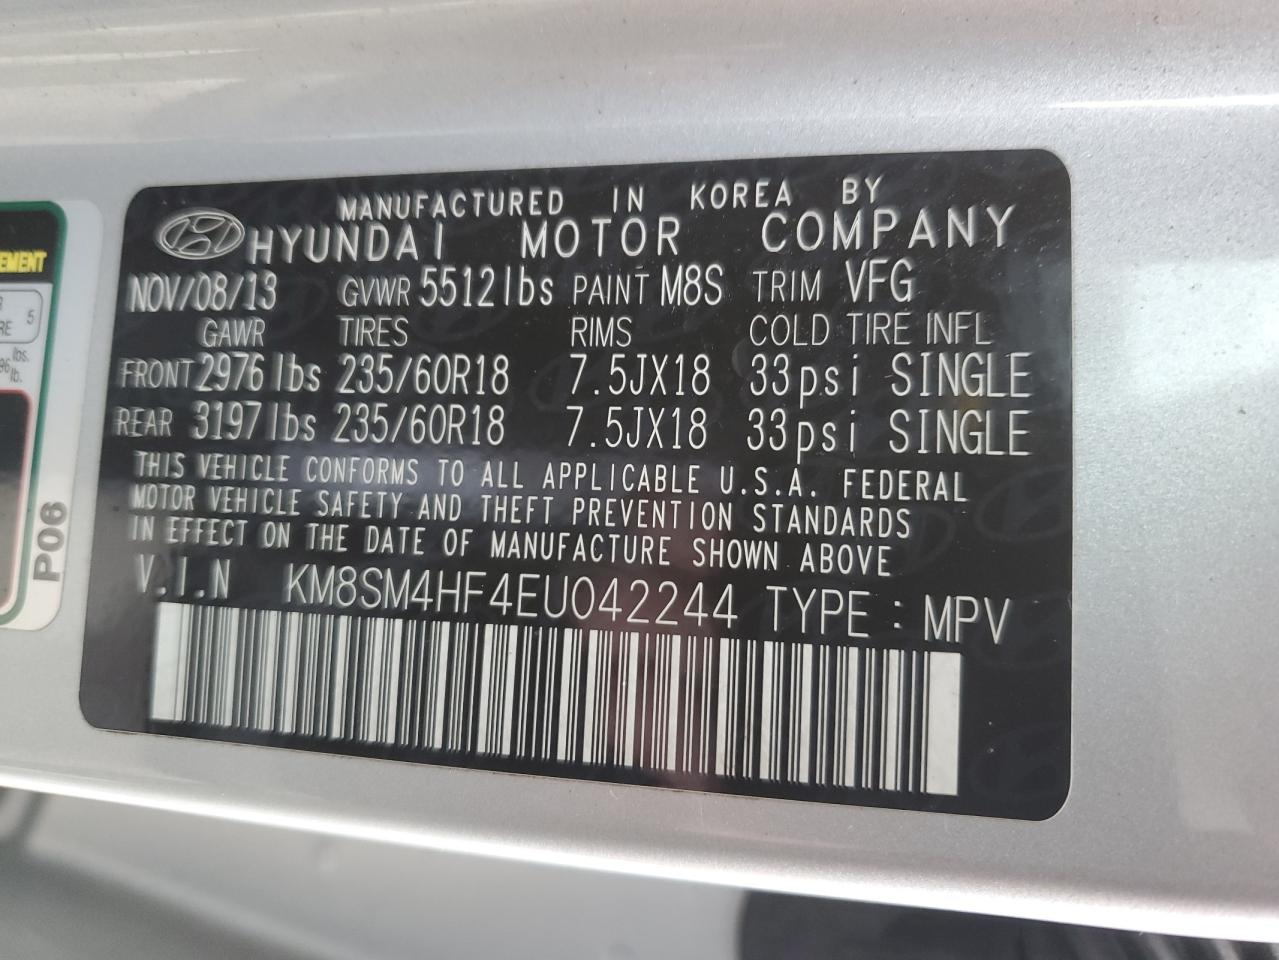 MANUFACTURED IN KOREA BY
HYUNDAI MOTOR COMPANY
NOV/08/13 GVWR 5512lbs PAINT M8S TRIM VFG
GAWR TIRES RIMS COLD TIRE INFL
FRONT 2976lbs 235/60R18 7.5JX18 33psi SINGLE
REAR 3197lbs 235/60R18 7.5JX18 33psi SINGLE
THIS VEHICLE CONFORMS TO ALL APPLICABLE U.S.A. FEDERAL
MOTOR VEHICLE SAFETY AND THEFT PREVENTION STANDARDS
IN EFFECT ON THE DATE OF MANUFACTURE SHOWN ABOVE
V.I.N KM8SM4HF4EU042244 TYPE : MPV
5
lbs.
lb.
P06